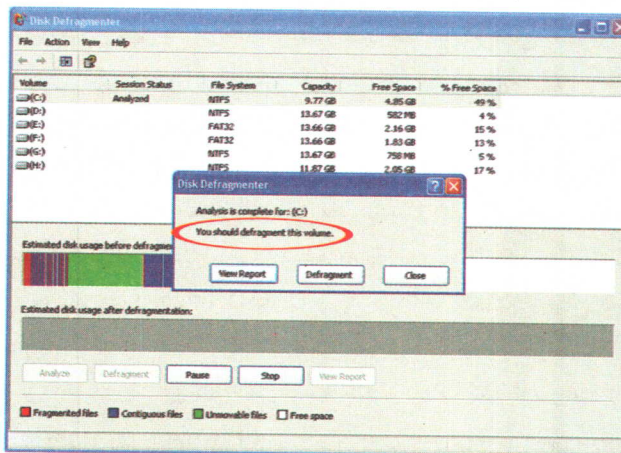 Disk Defragmenter
File Action View Help
Volume Session Status File System Capacity Free Space % Free Space
(C:) Analyzed NTFS 9.77 GB 4.85 GB 49 %
(D:) NTFS 13.67 GB 582 MB 4 %
(E:) FAT32 13.66 GB 2.16 GB 15 %
(F:) FAT32 13.66 GB 1.83 GB 13 %
(G:) NTFS 13.67 GB 758 MB 5 %
(H:) NTFS 11.87 GB 2.05 GB 17 %
Disk Defragmenter
Analysis is complete for: (C:)
You should defragment this volume.
View Report Defragment Close
Estimated disk usage before defragme
Estimated disk usage after defragmentation:
Analyze Defragment Pause Stop View Report
Fragmented files Contiguous files Unmovable files Free space